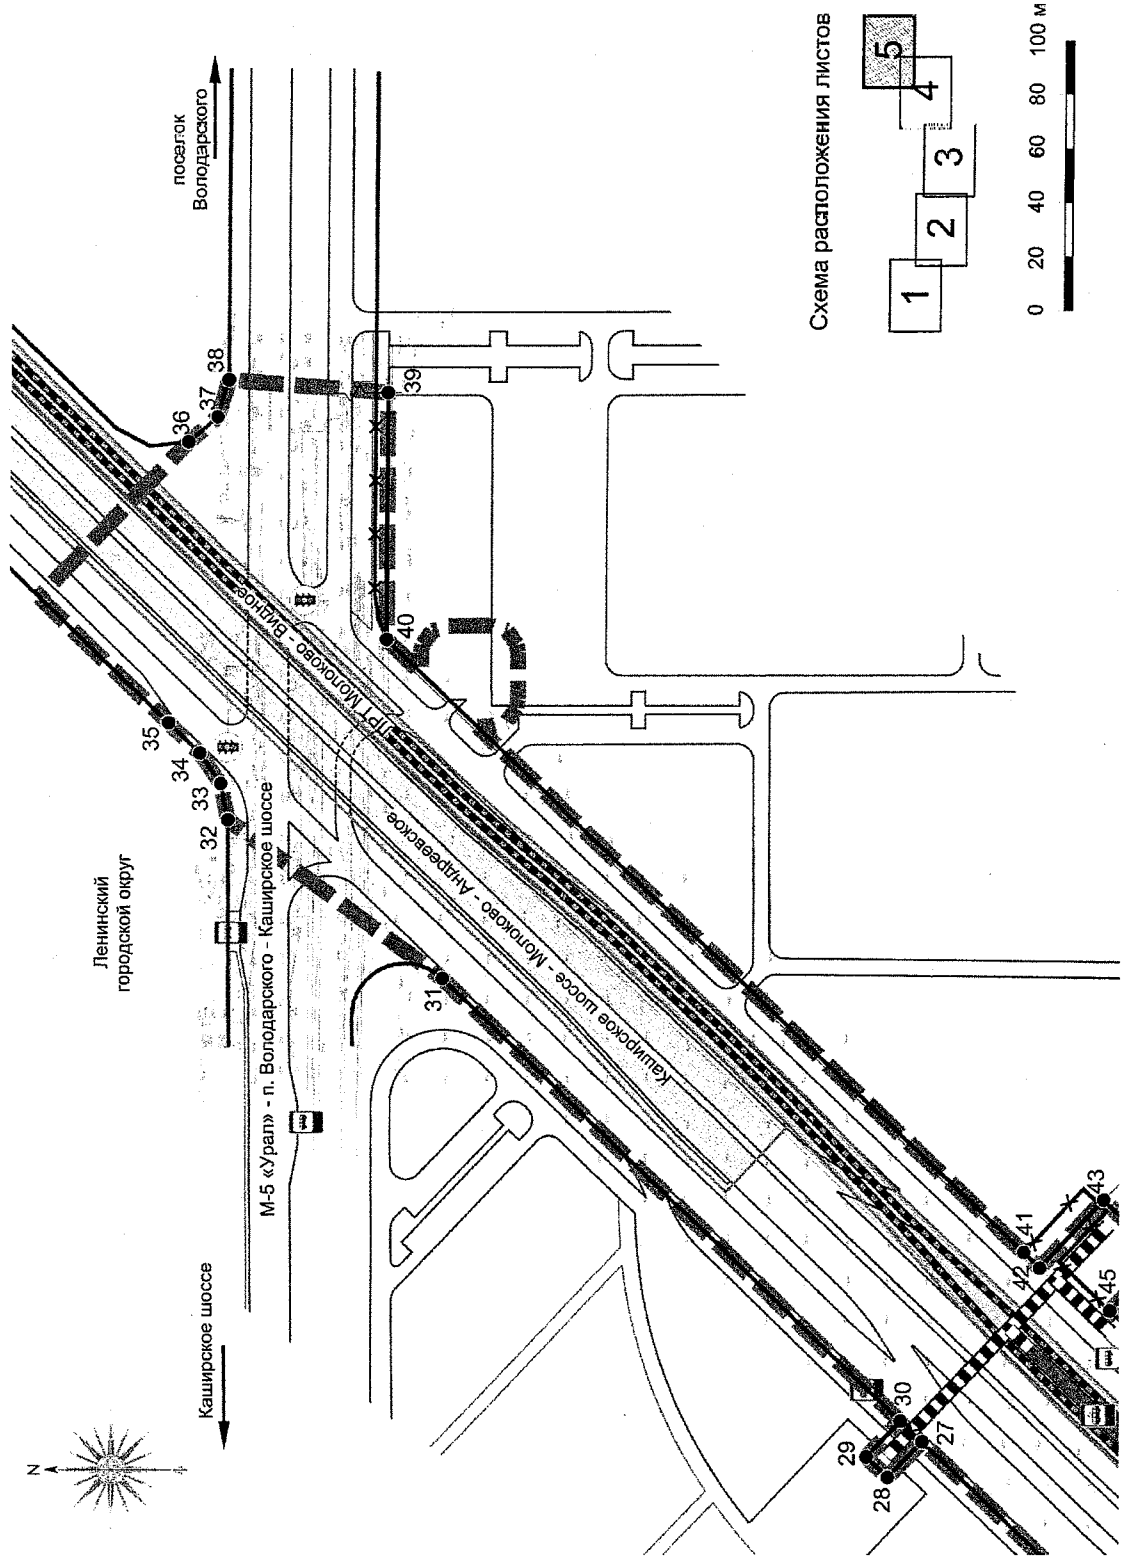 N
Каширское шоссе
поселок
Володарского
Ленинский
городской округ
М-5 «Урал» - п. Володарского - Каширское шоссе
Каширское шоссе - Молоково - Андреевское
ЛРТ Молоково - Видное
27
28
29
30
31
32
33
34
35
36
37
38
39
40
41
42
43
45
Схема расположения листов
1
2
3
4
5
0 20 40 60 80 100 м